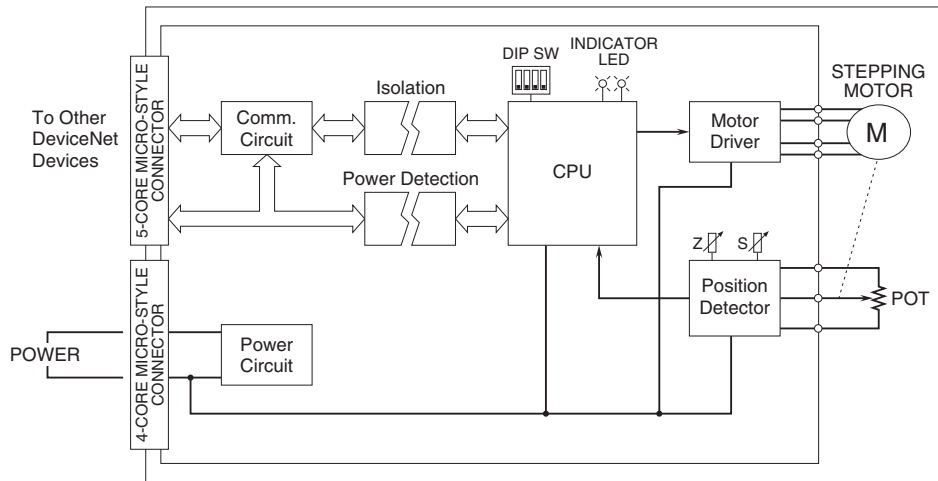 DIP SW
INDICATOR
LED
STEPPING
MOTOR
To Other
DeviceNet
Devices
5-CORE MICRO-STYLE
CONNECTOR
Comm.
Circuit
Isolation
Power Detection
CPU
Motor
Driver
M
Z
S
Position
Detector
POT
POWER
4-CORE MICRO-STYLE
CONNECTOR
Power
Circuit